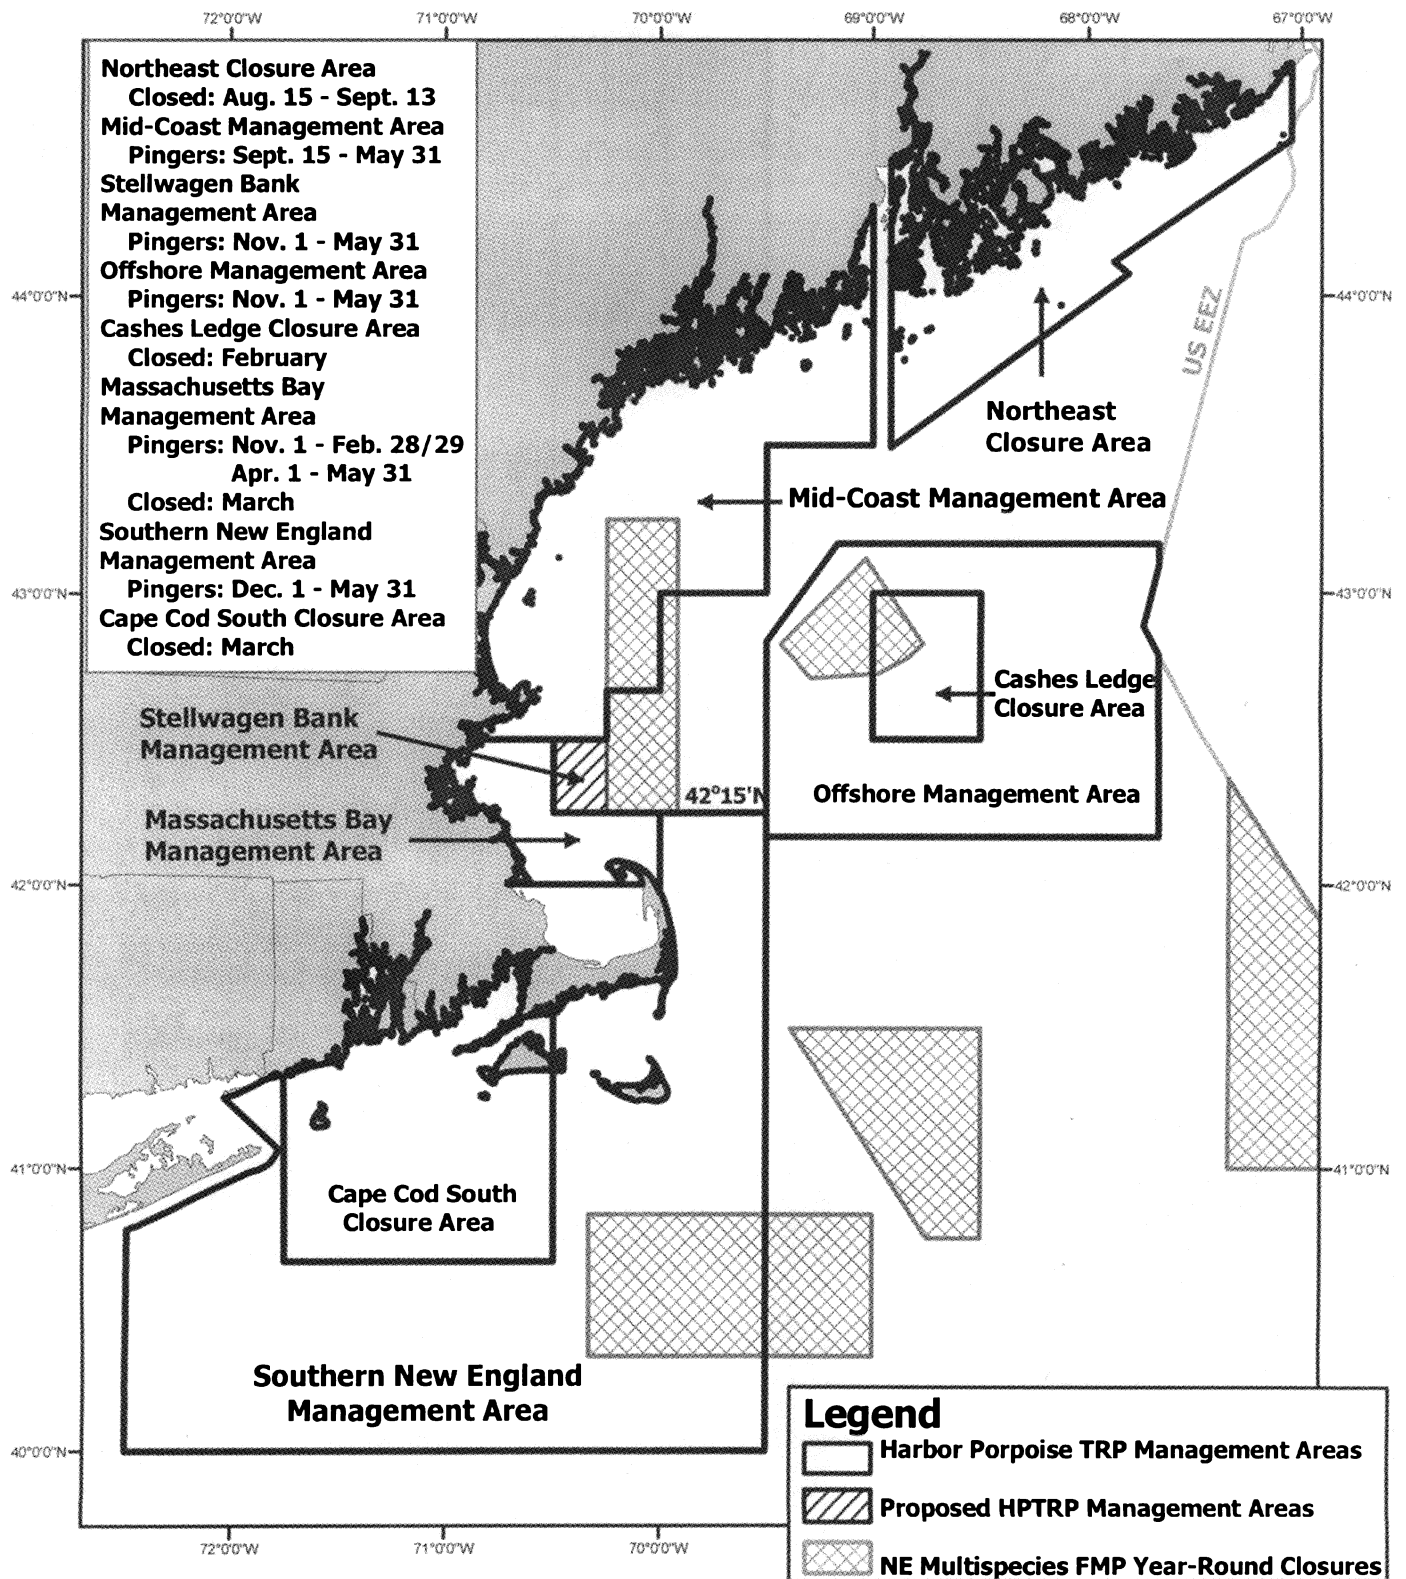 72°0'0"W 71°0'0"W 70°0'0"W 69°0'0"W 68°0'0"W 67°0'0"W
Northeast Closure Area
Closed: Aug. 15 - Sept. 13
Mid-Coast Management Area
Pingers: Sept. 15 - May 31
Stellwagen Bank
Management Area
Pingers: Nov. 1 - May 31
Offshore Management Area
Pingers: Nov. 1 - May 31
Cashes Ledge Closure Area
Closed: February
Massachusetts Bay
Management Area
Pingers: Nov. 1 - Feb. 28/29
Apr. 1 - May 31
Closed: March
Southern New England
Management Area
Pingers: Dec. 1 - May 31
Cape Cod South Closure Area
Closed: March
44°0'0"N 44°0'0"N
US EEZ
Northeast
Closure Area
Mid-Coast Management Area
43°0'0"N 43°0'0"N
Cashes Ledge
Closure Area
Stellwagen Bank
Management Area
42°15'N
Offshore Management Area
Massachusetts Bay
Management Area
42°0'0"N 42°0'0"N
41°0'0"N 41°0'0"N
Cape Cod South
Closure Area
Southern New England
Management Area
40°0'0"N
Legend
Harbor Porpoise TRP Management Areas
Proposed HPTRP Management Areas
NE Multispecies FMP Year-Round Closures
72°0'0"W 71°0'0"W 70°0'0"W